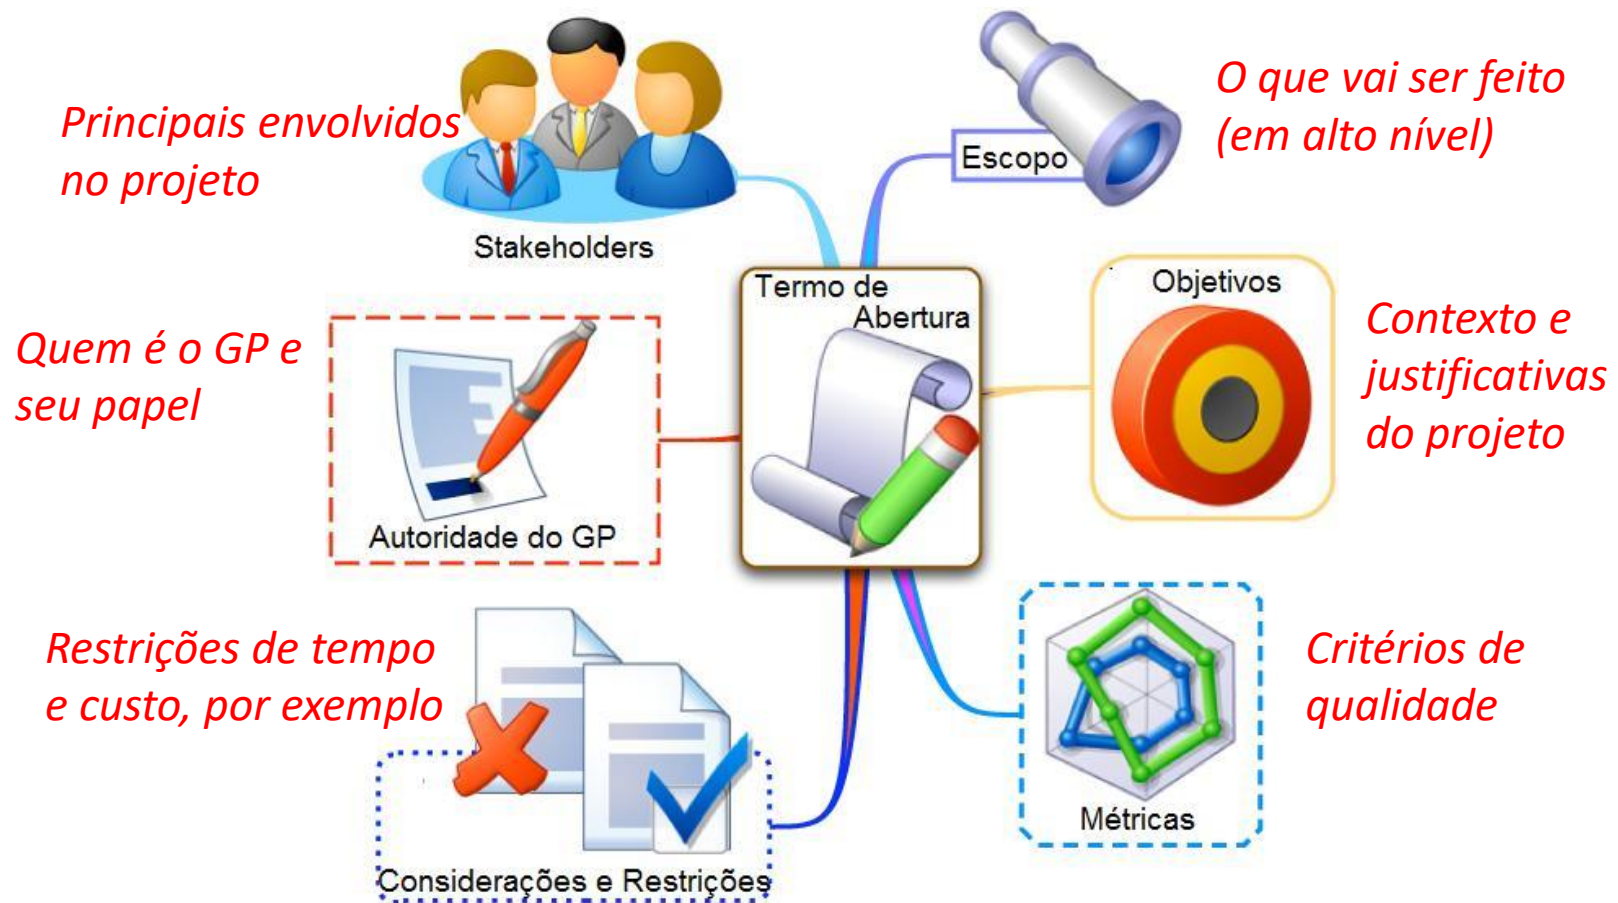 Principais envolvidos
no projeto
Stakeholders
Escopo
O que vai ser feito
(em alto nível)
Termo de
Abertura
Quem é o GP e
seu papel
Autoridade do GP
Objetivos
Contexto e
justificativas
do projeto
Restrições de tempo
e custo, por exemplo
Considerações e Restrições
Métricas
Critérios de
qualidade